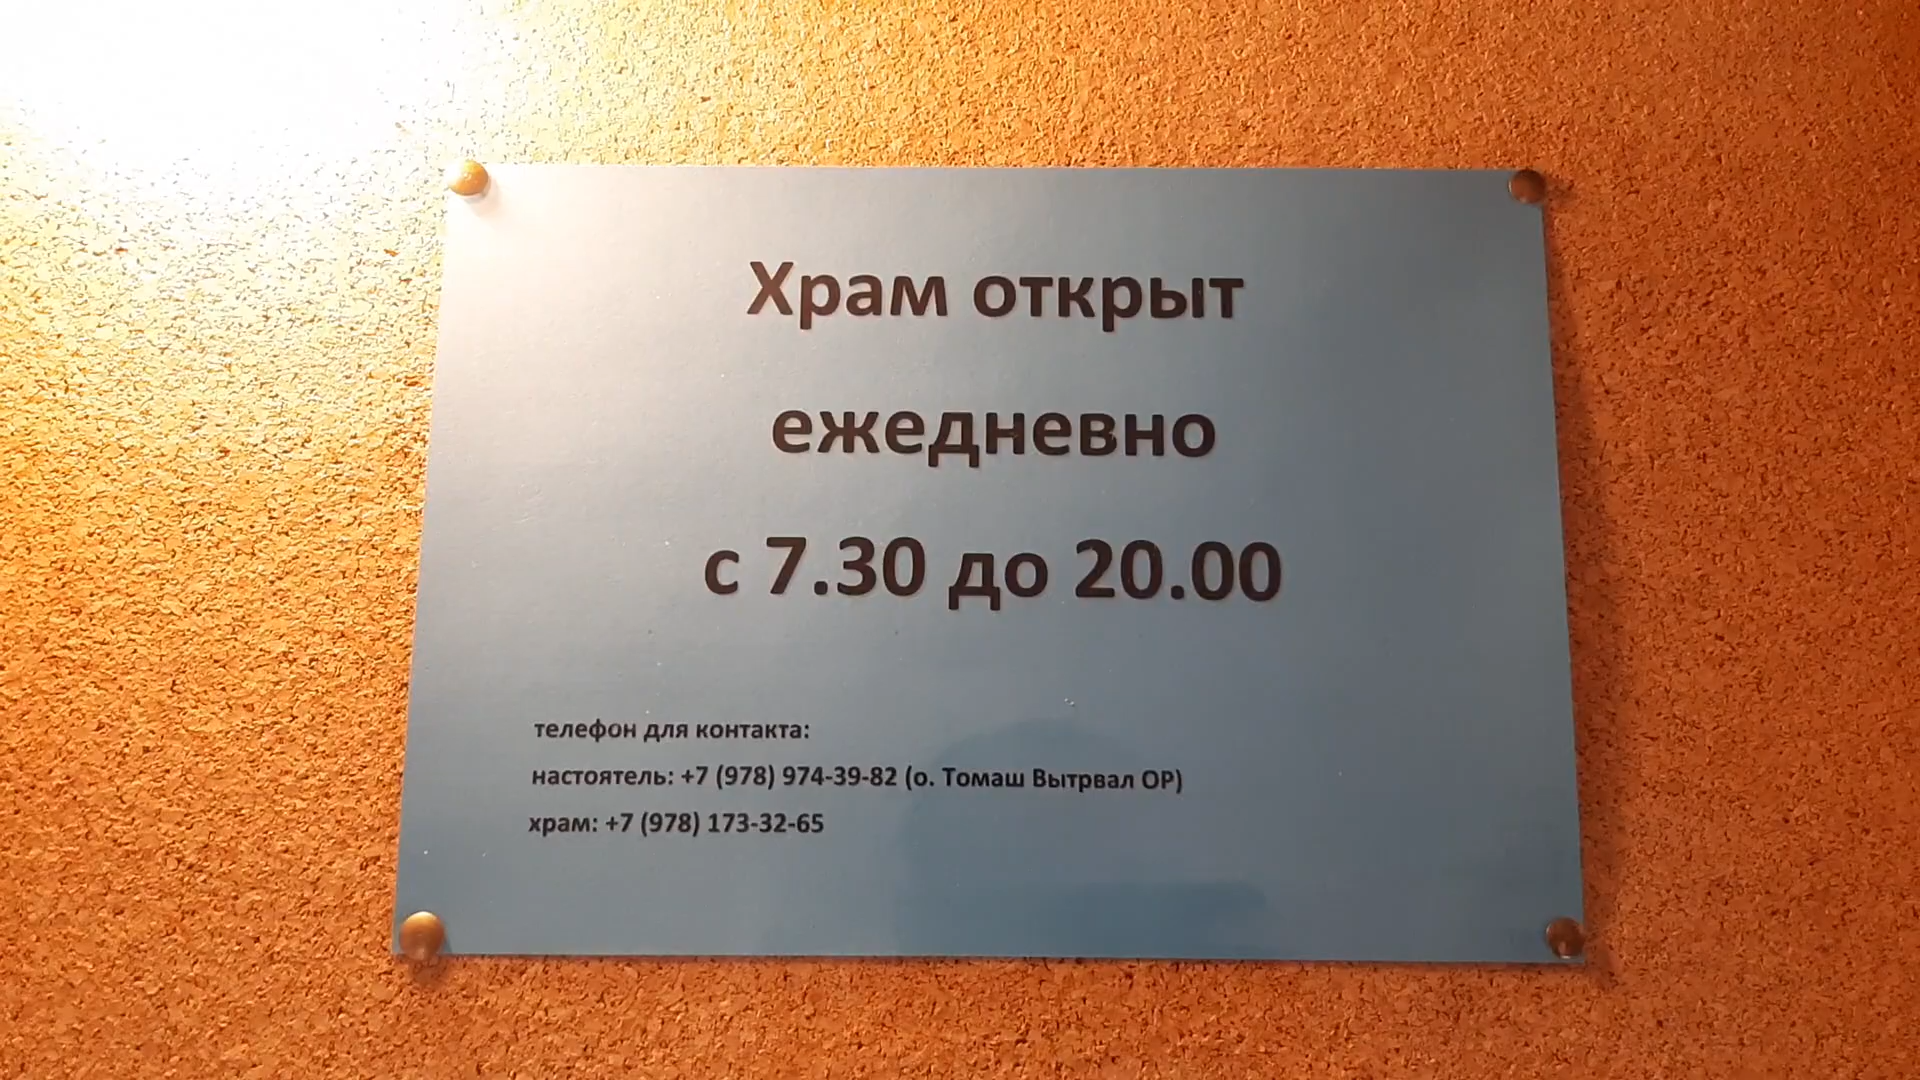 Храм открыт
ежедневно
с 7.30 до 20.00
телефон для контакта:
настоятель: +7 (978) 974-39-82 (о. Томаш Вытрвал ОР)
храм: +7 (978) 173-32-65